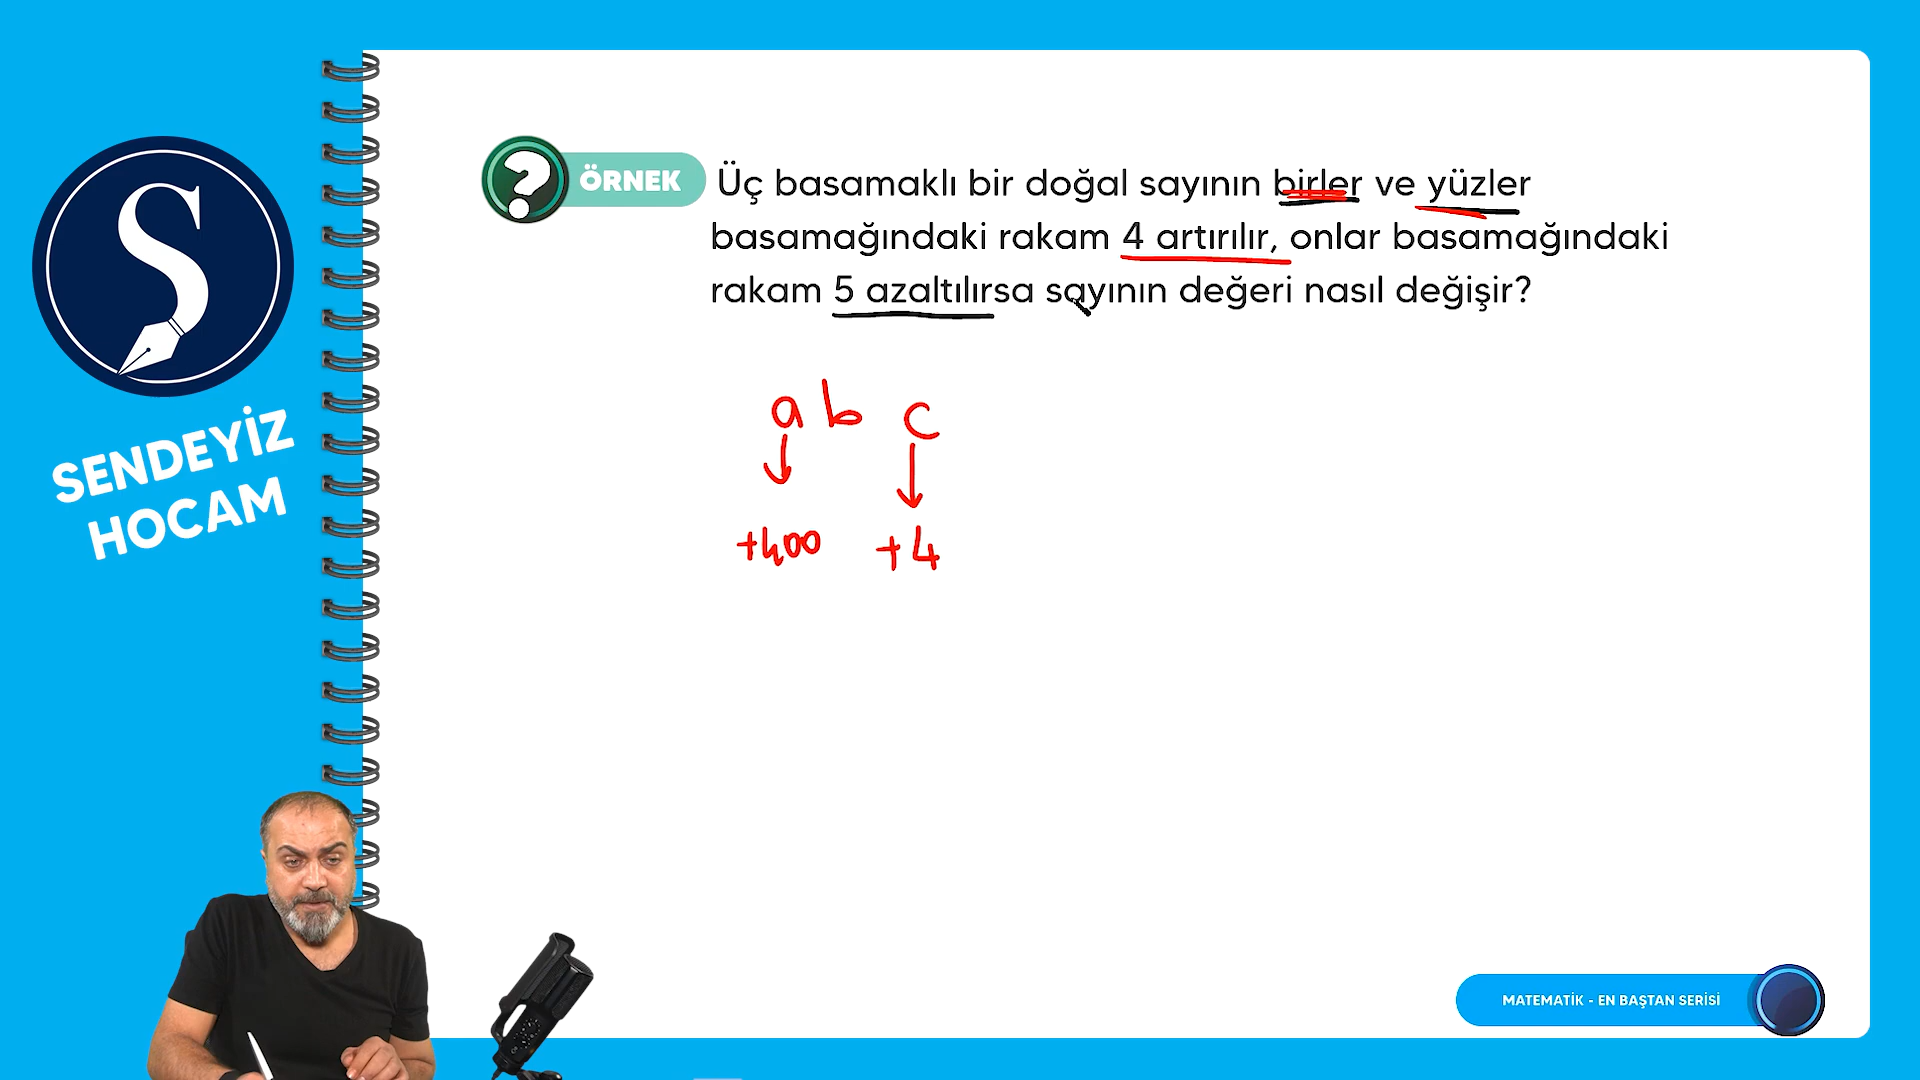 S
SENDEYİZ
HOCAM
?
ÖRNEK
Üç basamaklı bir doğal sayının birler ve yüzler
basamağındaki rakam 4 artırılır, onlar basamağındaki
rakam 5 azaltılırsa sayının değeri nasıl değişir?
a b c
+400 +4
MATEMATİK - EN BAŞTAN SERİSİ